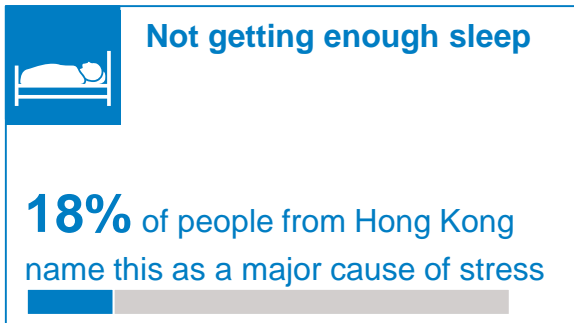 Not getting enough sleep
18% of people from Hong Kong
name this as a major cause of stress